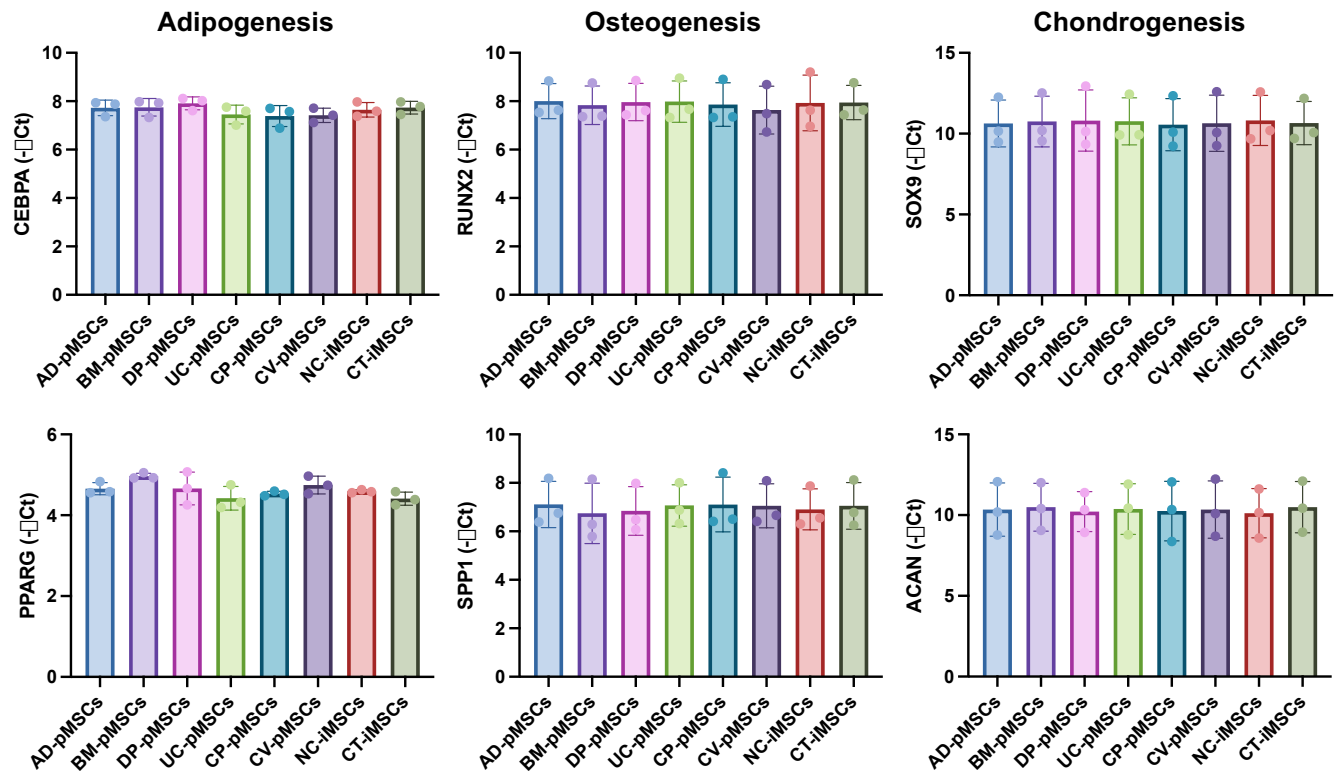 Adipogenesis
Osteogenesis
Chondrogenesis
CEBPA (-▯Ct)
10
8
6
4
2
0
AD-pMSCs
BM-pMSCs
DP-pMSCs
UC-pMSCs
CP-pMSCs
CV-pMSCs
NC-iMSCs
CT-iMSCs
RUNX2 (-▯Ct)
10
8
6
4
2
0
AD-pMSCs
BM-pMSCs
DP-pMSCs
UC-pMSCs
CP-pMSCs
CV-pMSCs
NC-iMSCs
CT-iMSCs
SOX9 (-▯Ct)
15
10
5
0
AD-pMSCs
BM-pMSCs
DP-pMSCs
UC-pMSCs
CP-pMSCs
CV-pMSCs
NC-iMSCs
CT-iMSCs
PPARG (-▯Ct)
6
4
2
0
AD-pMSCs
BM-pMSCs
DP-pMSCs
UC-pMSCs
CP-pMSCs
CV-pMSCs
NC-iMSCs
CT-iMSCs
SPP1 (-▯Ct)
10
8
6
4
2
0
AD-pMSCs
BM-pMSCs
DP-pMSCs
UC-pMSCs
CP-pMSCs
CV-pMSCs
NC-iMSCs
CT-iMSCs
ACAN (-▯Ct)
15
10
5
0
AD-pMSCs
BM-pMSCs
DP-pMSCs
UC-pMSCs
CP-pMSCs
CV-pMSCs
NC-iMSCs
CT-iMSCs